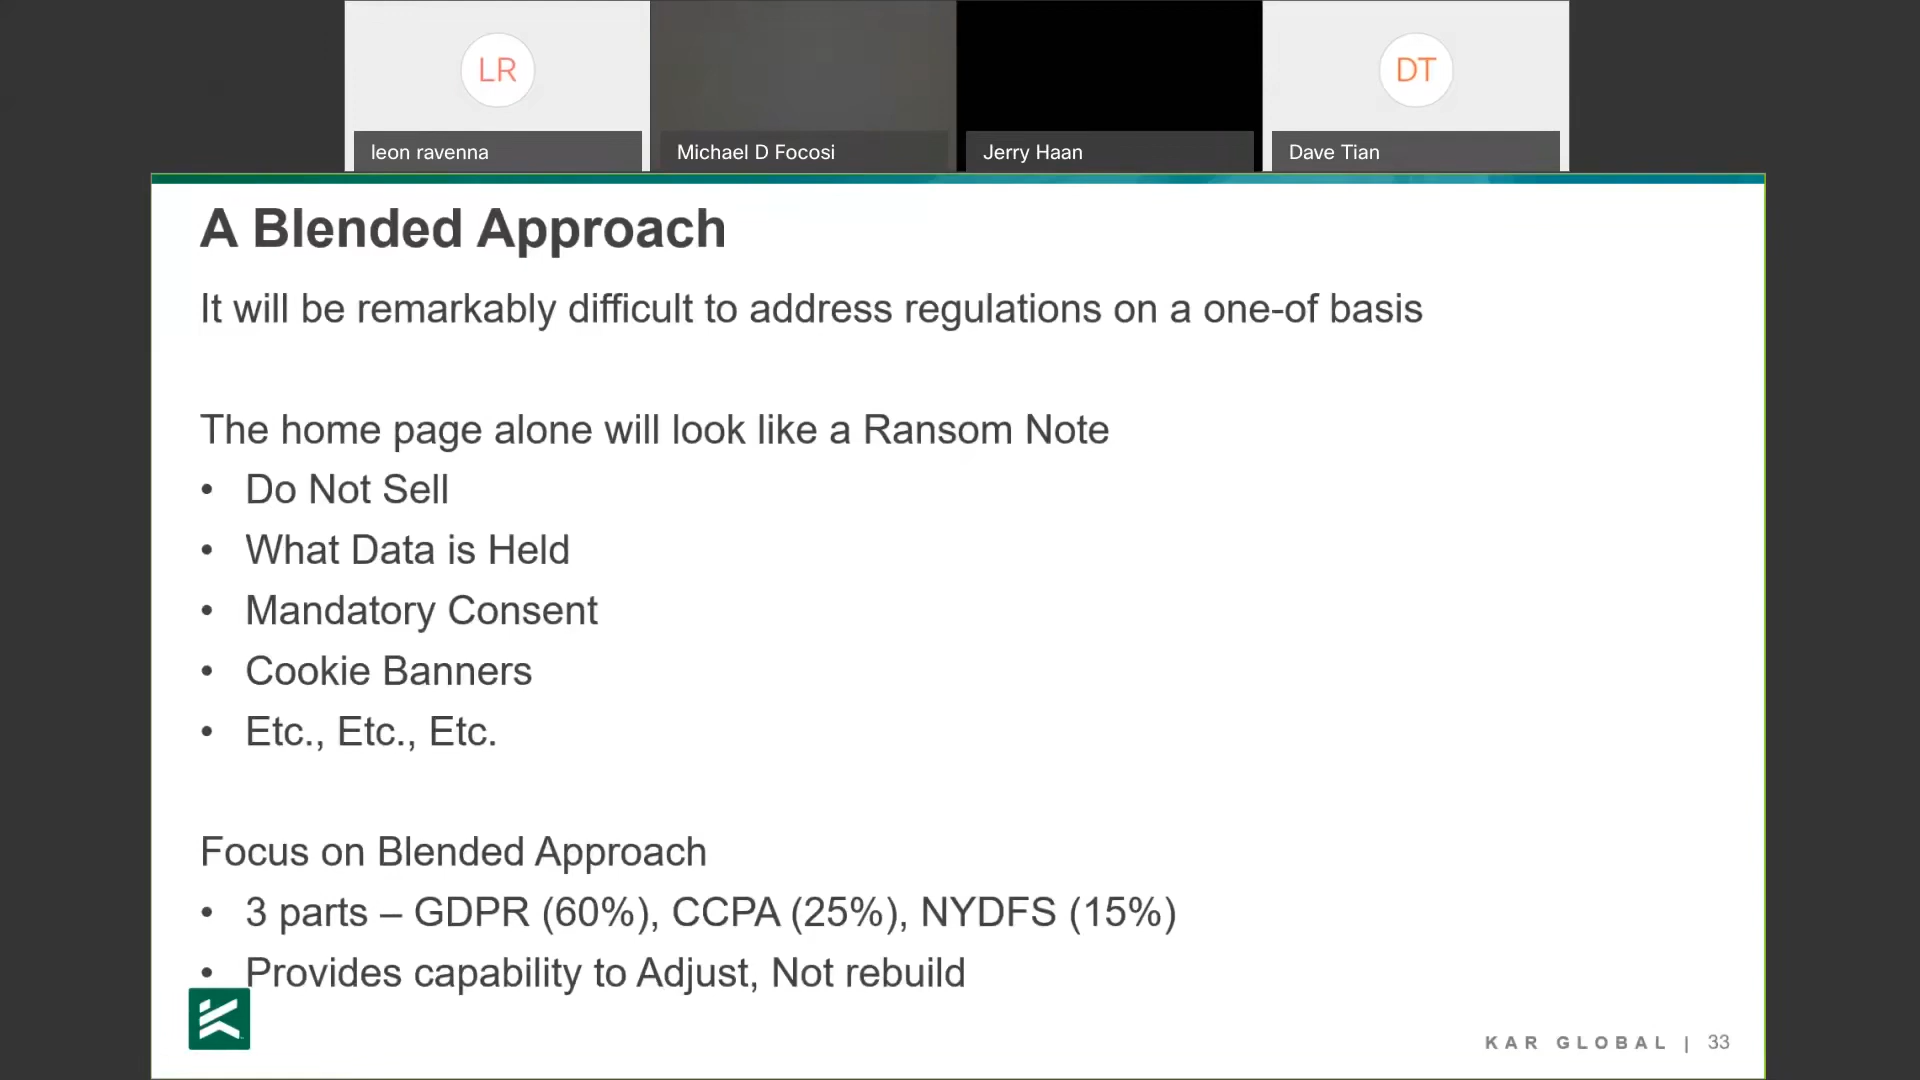 LR
DT
leon ravenna
Michael D Focosi
Jerry Haan
Dave Tian
A Blended Approach
It will be remarkably difficult to address regulations on a one-of basis
The home page alone will look like a Ransom Note
• Do Not Sell
• What Data is Held
• Mandatory Consent
• Cookie Banners
• Etc., Etc., Etc.
Focus on Blended Approach
• 3 parts – GDPR (60%), CCPA (25%), NYDFS (15%)
• Provides capability to Adjust, Not rebuild
KAR GLOBAL | 33